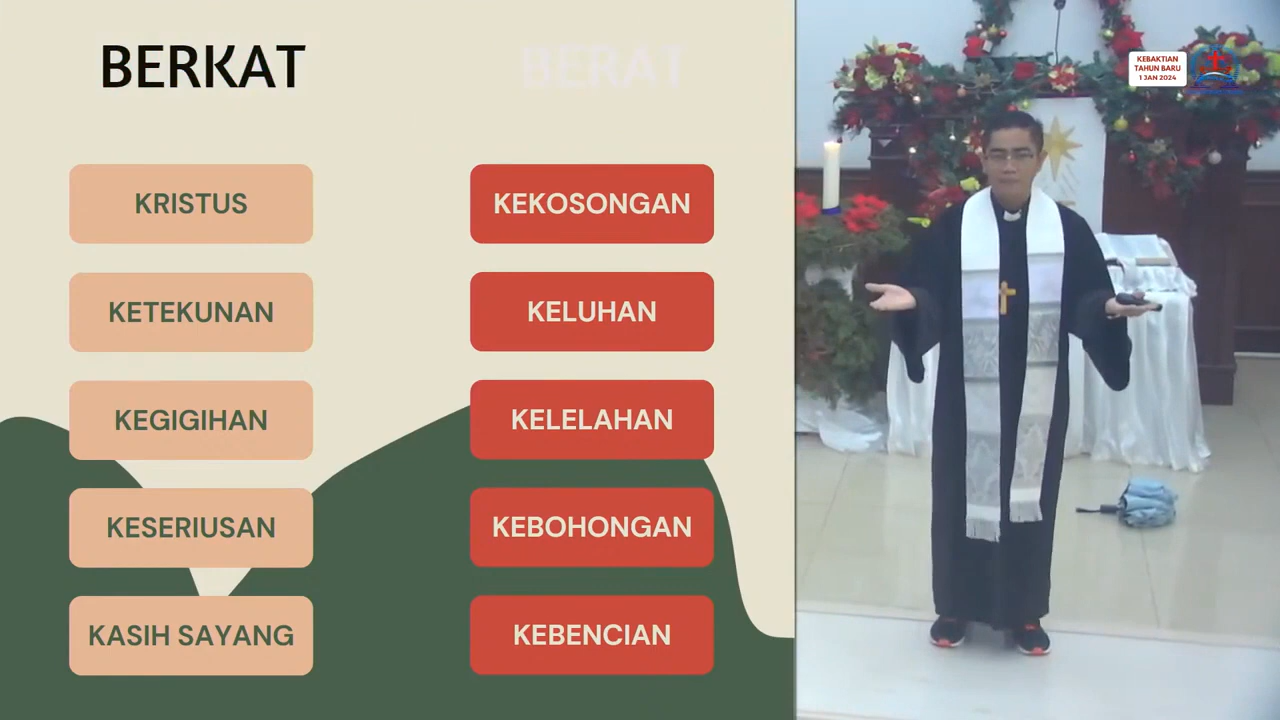 BERKAT
BERAT
KRISTUS
KEKOSONGAN
KETEKUNAN
KELUHAN
KEGIGIHAN
KELELAHAN
KESERIUSAN
KEBOHONGAN
KASIH SAYANG
KEBENCIAN
KEBAKTIAN
TAHUN BARU
1 JAN 2024